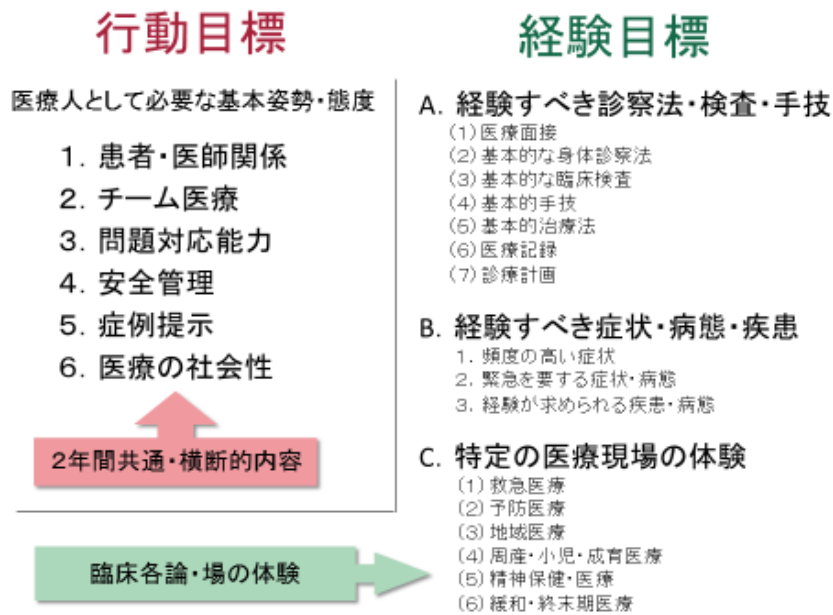 行動目標
医療人として必要な基本姿勢・態度
1. 患者・医師関係
2. チーム医療
3. 問題対応能力
4. 安全管理
5. 症例提示
6. 医療の社会性
2年間共通・横断的内容
臨床各論・場の体験
経験目標
A. 経験すべき診察法・検査・手技
(1)医療面接
(2)基本的な身体診察法
(3)基本的な臨床検査
(4)基本的手技
(5)基本的治療法
(6)医療記録
(7)診療計画
B. 経験すべき症状・病態・疾患
1. 頻度の高い症状
2. 緊急を要する症状・病態
3. 経験が求められる疾患・病態
C. 特定の医療現場の体験
(1)救急医療
(2)予防医療
(3)地域医療
(4)周産・小児・成育医療
(5)精神保健・医療
(6)緩和・終末期医療